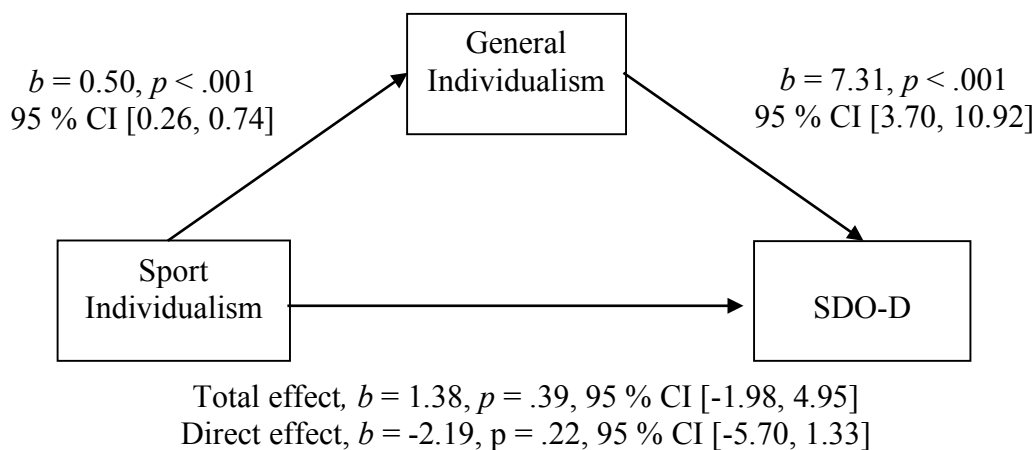 General
Individualism
b = 0.50, p < .001
95 % CI [0.26, 0.74]
b = 7.31, p < .001
95 % CI [3.70, 10.92]
Sport
Individualism
SDO-D
Total effect, b = 1.38, p = .39, 95 % CI [-1.98, 4.95]
Direct effect, b = -2.19, p = .22, 95 % CI [-5.70, 1.33]